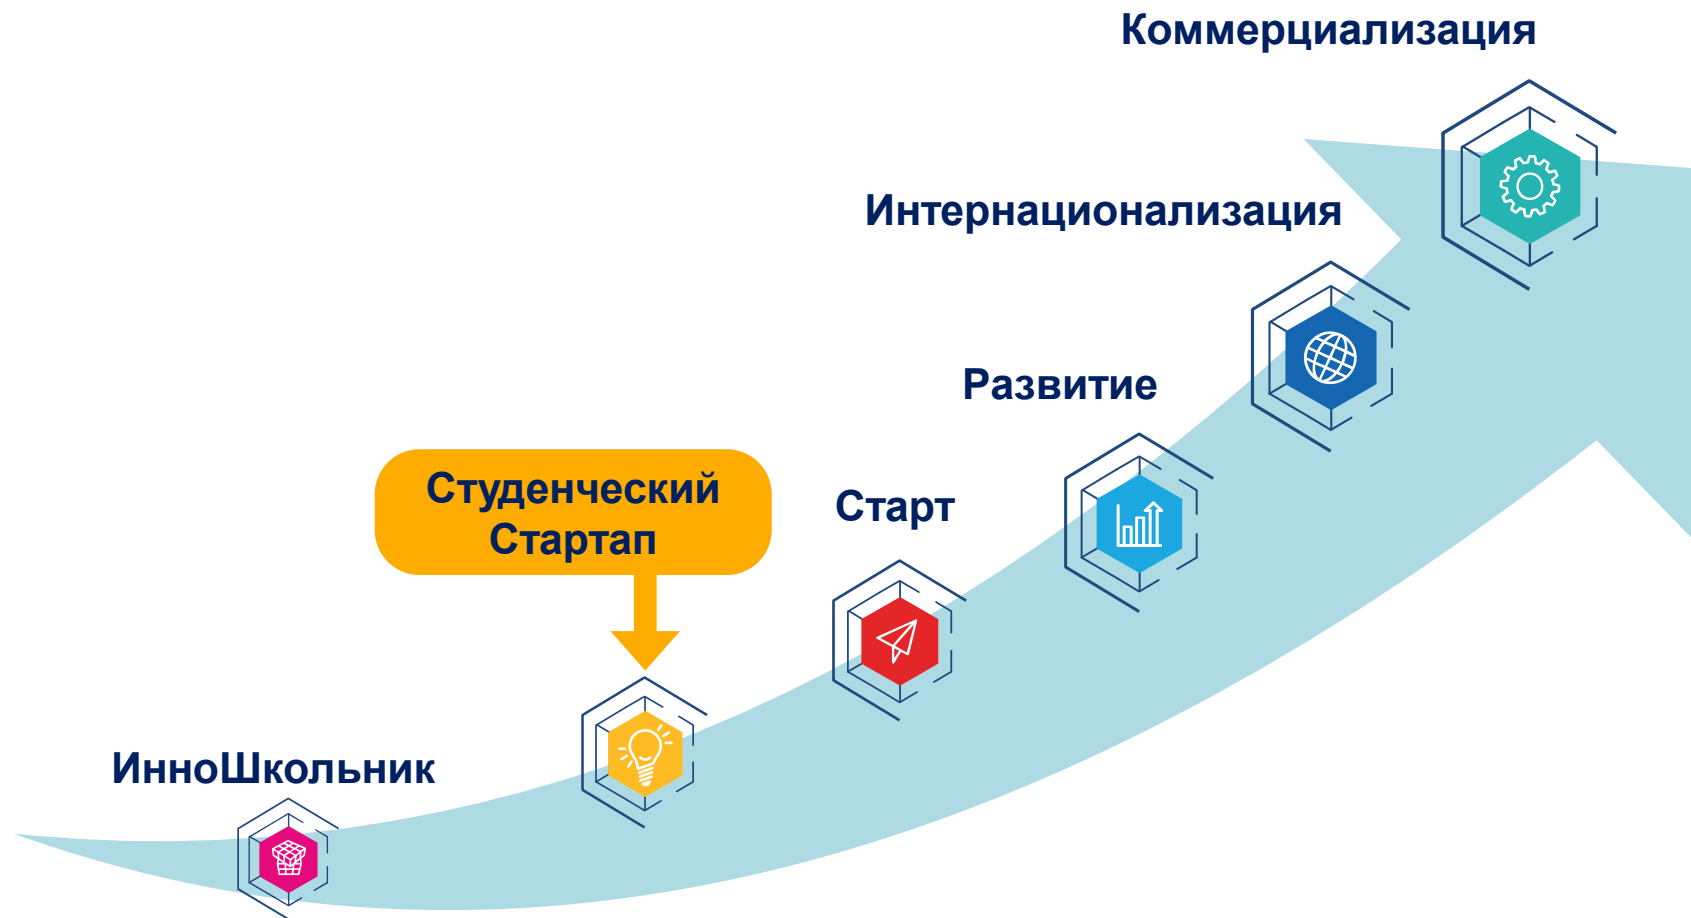 Коммерциализация
Интернационализация
Развитие
Студенческий
Стартап
Старт
ИнноШкольник